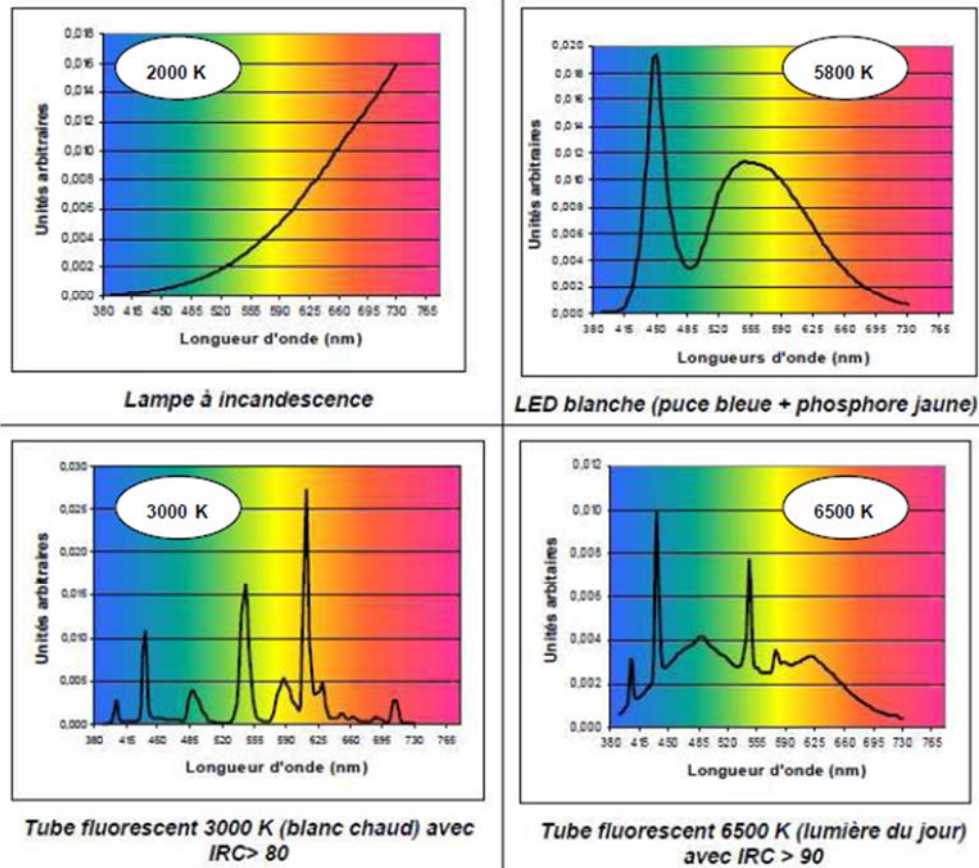 0,018
0,016
0,014
0,012
0,010
0,008
0,006
0,004
0,002
0,000
Unités arbitraires
2000 K
380 415 450 485 520 555 590 625 660 695 730 765
Longueur d'onde (nm)
Lampe à incandescence
0,020
0,018
0,016
0,014
0,012
0,010
0,008
0,006
0,004
0,002
0,000
Unités arbitraires
5800 K
380 415 450 485 520 555 590 625 660 695 730 765
Longueurs d'onde (nm)
LED blanche (puce bleue + phosphore jaune)
0,030
0,025
0,020
0,015
0,010
0,005
0,000
Unités arbitraires
3000 K
380 415 450 485 520 555 590 625 660 695 730 765
Longueur d'onde (nm)
Tube fluorescent 3000 K (blanc chaud) avec
IRC> 80
0,012
0,010
0,008
0,006
0,004
0,002
0,000
Unités arbitaires
6500 K
380 415 450 485 520 555 590 625 660 695 730 765
Longueur d'onde (nm)
Tube fluorescent 6500 K (lumière du jour)
avec IRC > 90